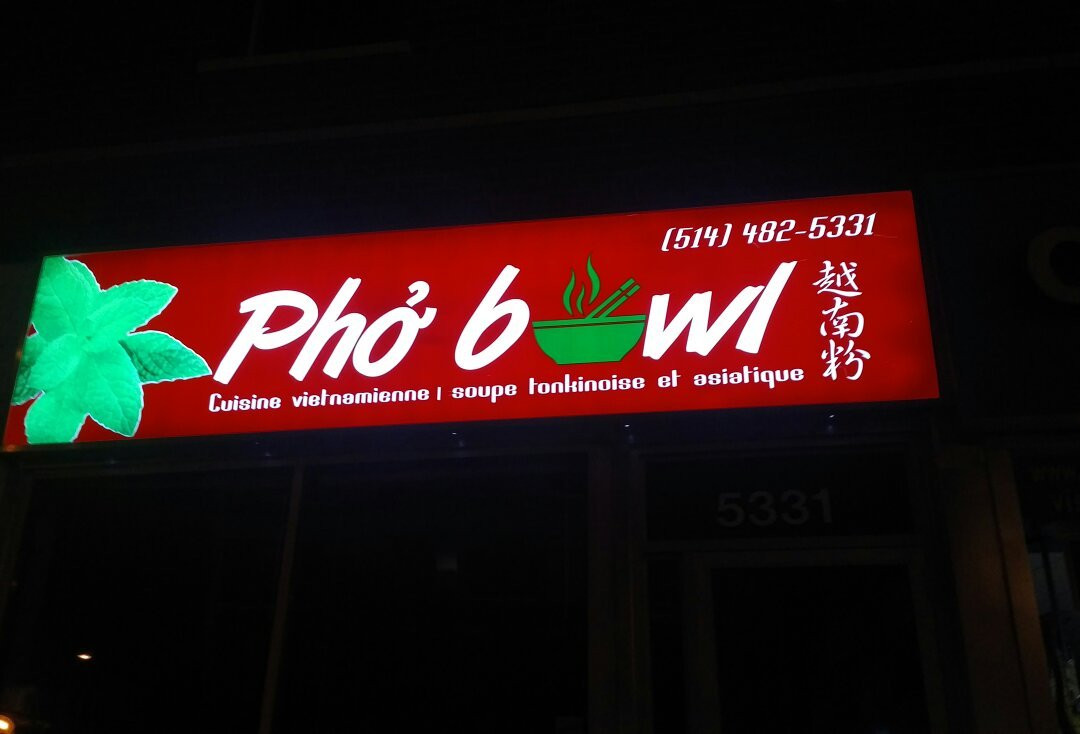 (514) 482-5331
Phở bowl
越南粉
Cuisine vietnamienne | soupe tonkinoise et asiatique
5331